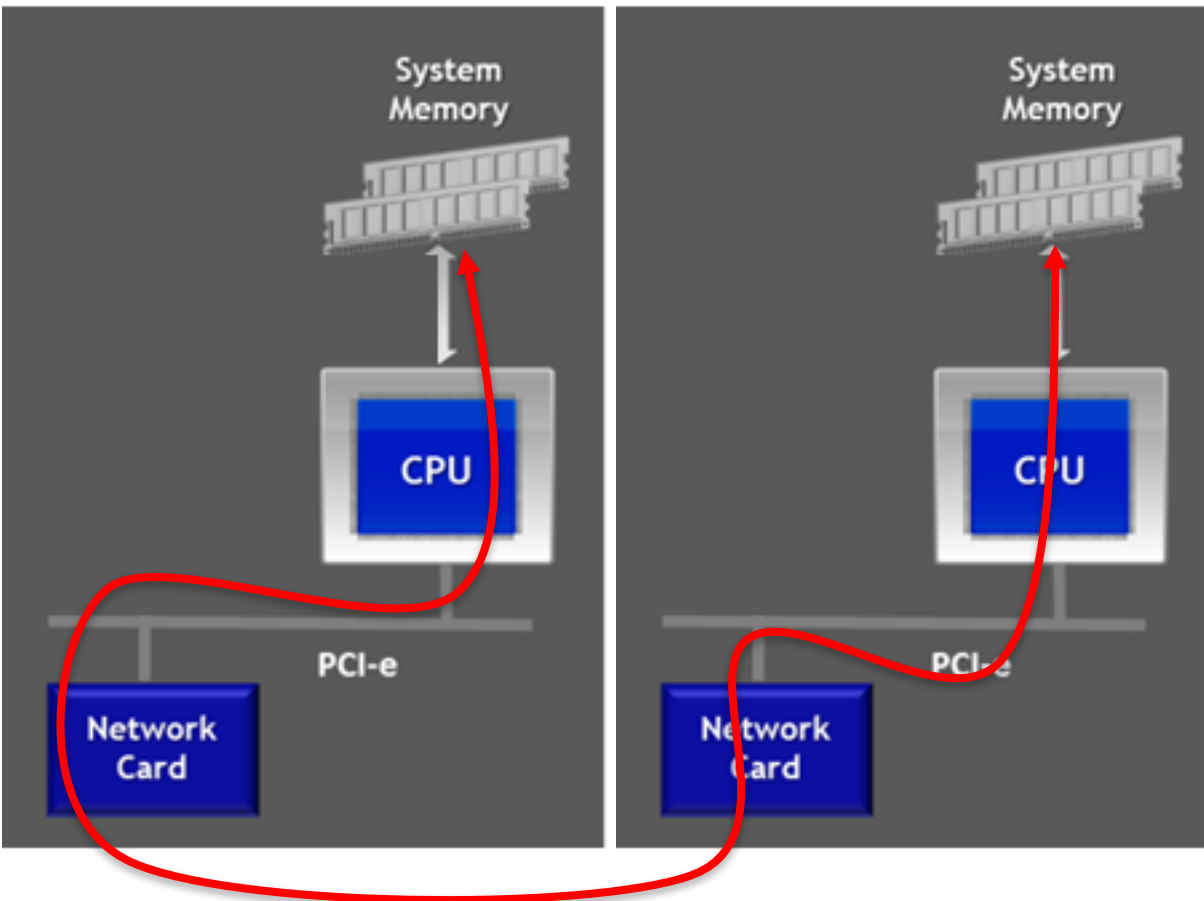 System
Memory
CPU
PCI-e
Network
Card
System
Memory
CPU
PCI-e
Network
Card